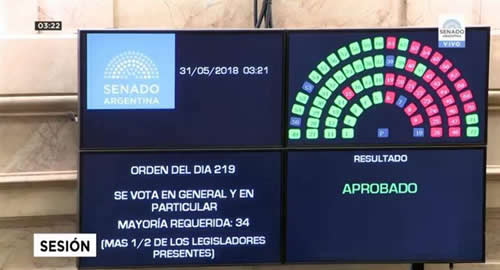 03:22
SENADO
ARGENTINA
VIVO
SENADO
ARGENTINA
31/05/2018 03:21
ORDEN DEL DIA 219
SE VOTA EN GENERAL Y EN
PARTICULAR
MAYORÍA REQUERIDA: 34
(MAS 1/2 DE LOS LEGISLADORES
PRESENTES)
RESULTADO
APROBADO
SESIÓN